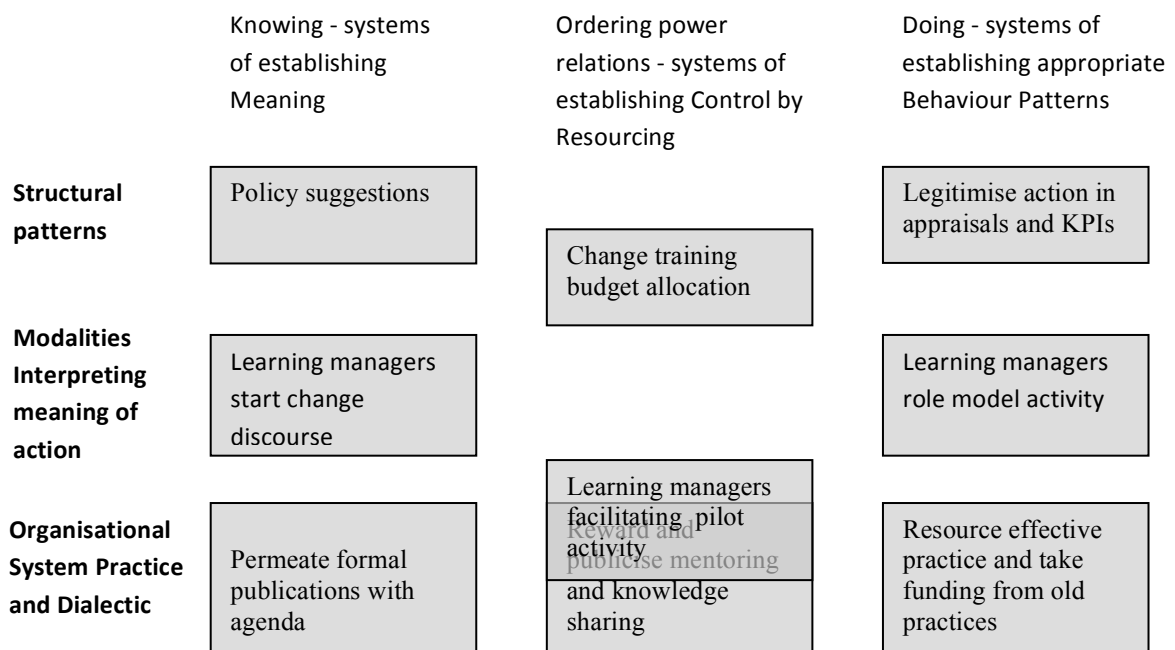 Knowing - systems
of establishing
Meaning
Ordering power
relations - systems of
establishing Control by
Resourcing
Doing - systems of
establishing appropriate
Behaviour Patterns
Structural
patterns
Policy suggestions
Change training
budget allocation
Legitimise action in
appraisals and KPIs
Modalities
Interpreting
meaning of
action
Learning managers
start change
discourse
Learning managers
facilitating pilot
activity
Learning managers
role model activity
Organisational
System Practice
and Dialectic
Permeate formal
publications with
agenda
Reward and
publicise mentoring
and knowledge
sharing
Resource effective
practice and take
funding from old
practices